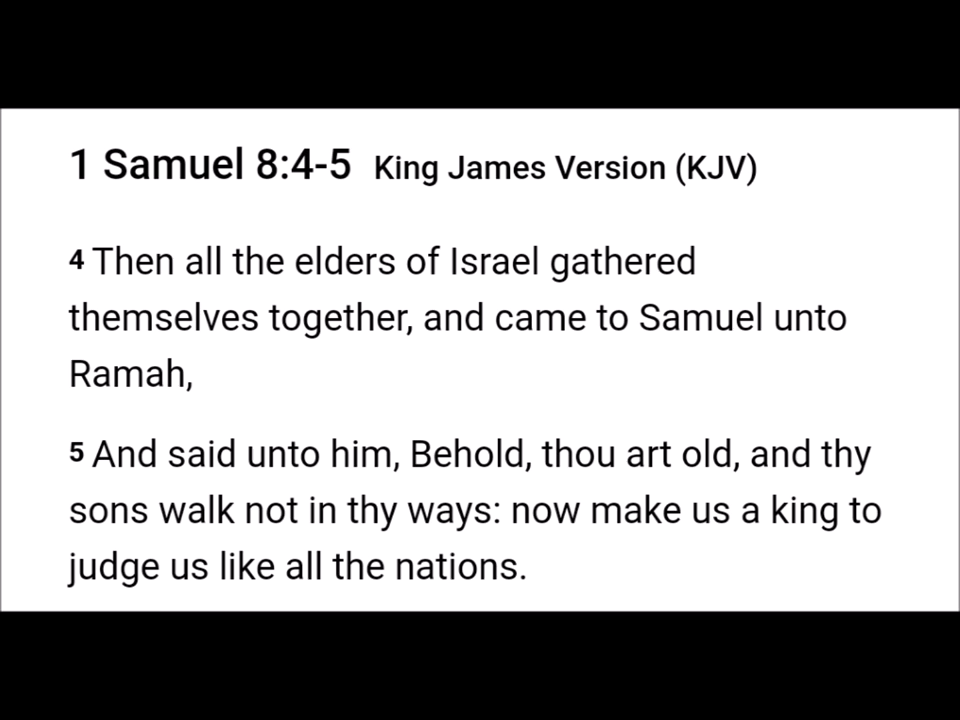 1 Samuel 8:4-5 King James Version (KJV)
4 Then all the elders of Israel gathered
themselves together, and came to Samuel unto
Ramah,
5 And said unto him, Behold, thou art old, and thy
sons walk not in thy ways: now make us a king to
judge us like all the nations.